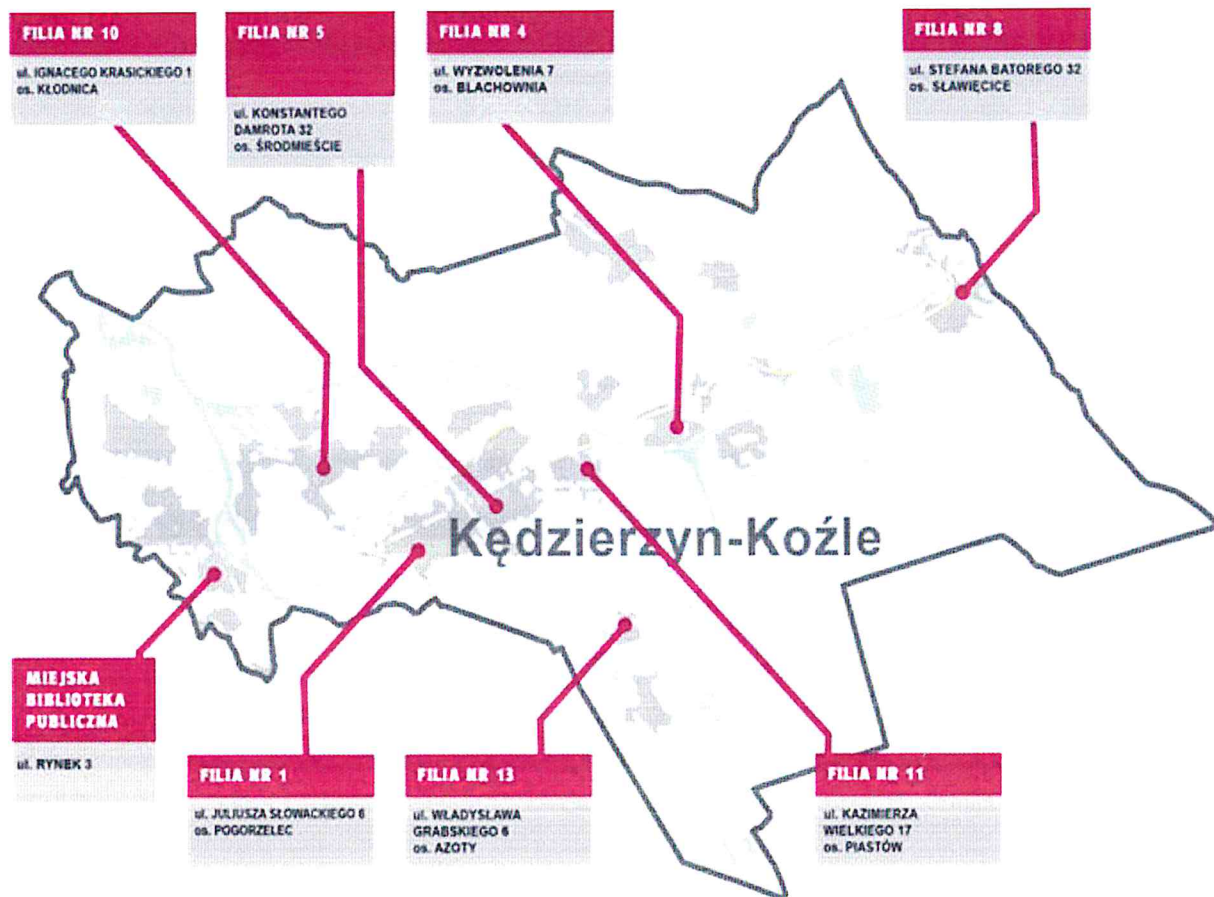 FILIA NR 10
ul. IGNACEGO KRASICKIEGO 1
os. KŁODNICA
FILIA NR 5
ul. KONSTANTEGO
DAMROTA 32
os. ŚRODMIEŚCIE
FILIA NR 4
ul. WYZWOLENIA 7
os. BLACHOWNIA
FILIA NR 8
ul. STEFANA BATOREGO 32
os. SŁAWIĘCICE
Kędzierzyn-Koźle
MIEJSKA
BIBLIOTEKA
PUBLICZNA
ul. RYNEK 3
FILIA NR 1
ul. JULIUSZA SŁOWACKIEGO 6
os. POGORZELEC
FILIA NR 13
ul. WŁADYSŁAWA
GRABSKIEGO 6
os. AZOTY
FILIA NR 11
ul. KAZIMIERZA
WIELKIEGO 17
os. PIASTÓW